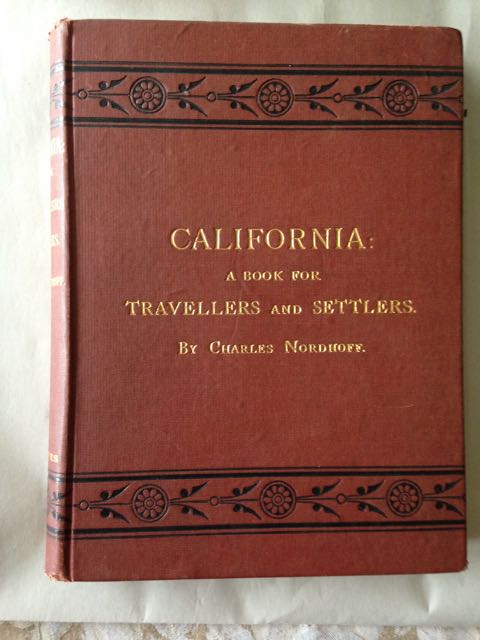 CALIFORNIA:
A BOOK FOR
TRAVELLERS AND SETTLERS.
BY CHARLES NORDHOFF.